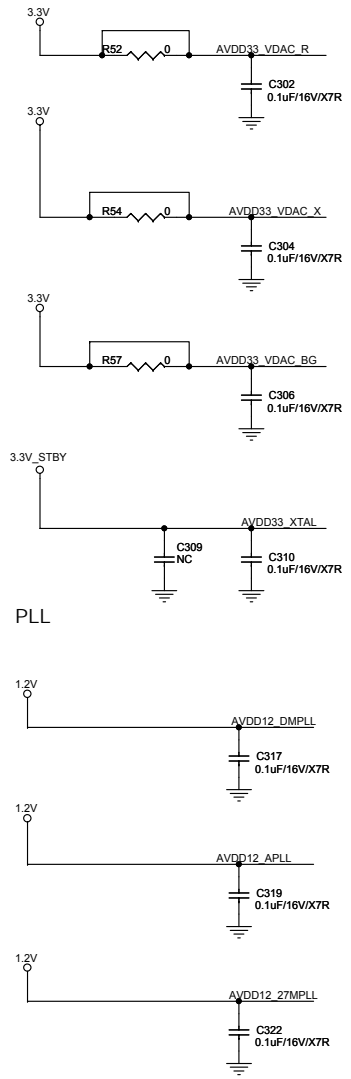 3.3V
R52 0 AVDD33_VDAC_R
C302
0.1uF/16V/X7R
3.3V
R54 0 AVDD33_VDAC_X
C304
0.1uF/16V/X7R
3.3V
R57 0 AVDD33_VDAC_BG
C306
0.1uF/16V/X7R
3.3V_STBY
AVDD33_XTAL
C309
NC
C310
0.1uF/16V/X7R
PLL
1.2V
AVDD12_DMPLL
C317
0.1uF/16V/X7R
1.2V
AVDD12_APLL
C319
0.1uF/16V/X7R
1.2V
AVDD12_27MPLL
C322
0.1uF/16V/X7R